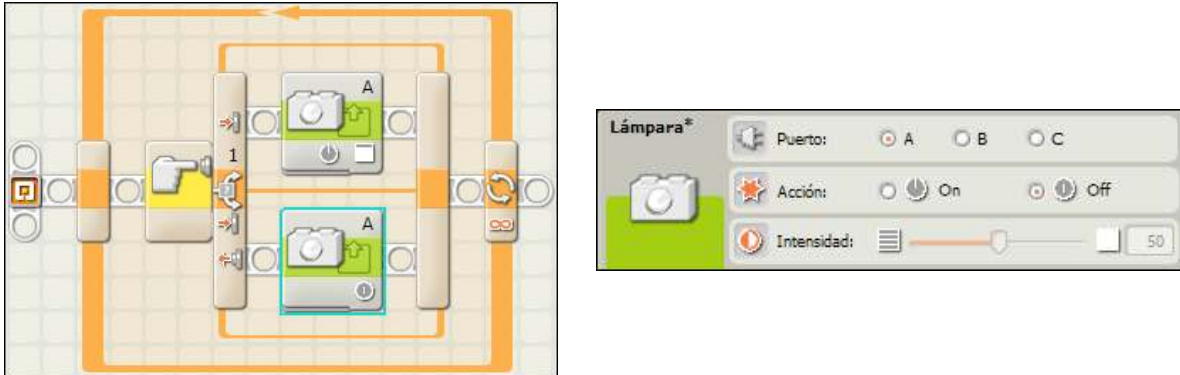 A
1
A
Lámpara*
Puerto: A B C
Acción: On Off
Intensidad: 50